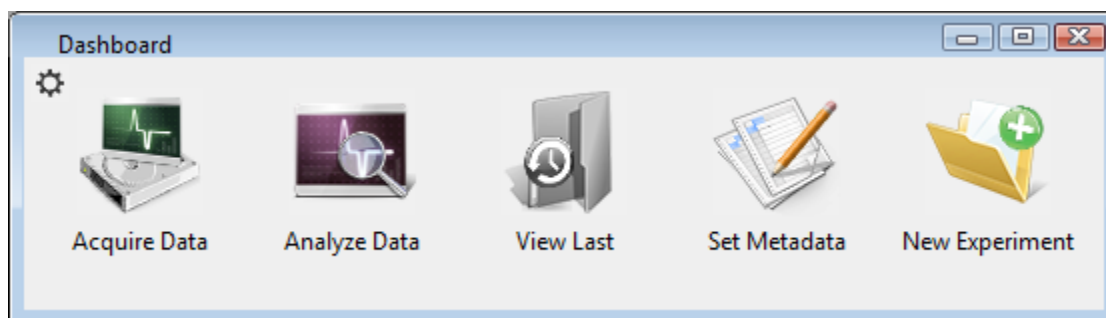 Dashboard
Acquire Data
Analyze Data
View Last
Set Metadata
New Experiment